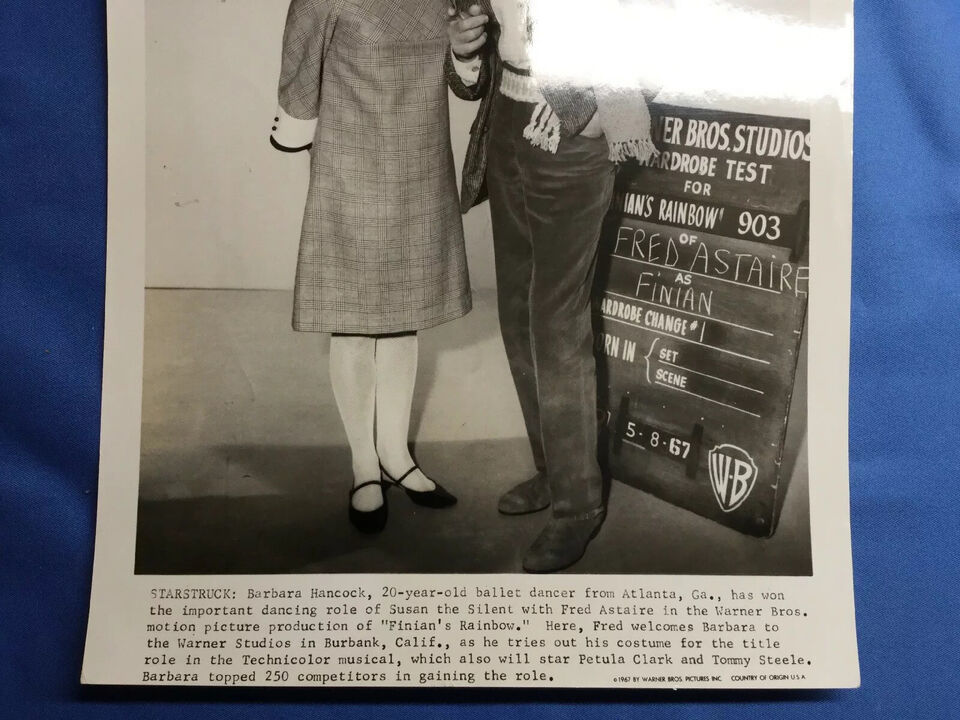 ER BROS. STUDIOS
ARDROBE TEST
FOR
IAN'S RAINBOW" 903
OF
FRED ASTAIRE
AS
FINIAN
ARDROBE CHANGE # 1
ORN IN { SET
SCENE
5-8-67
WB
STARSTRUCK: Barbara Hancock, 20-year-old ballet dancer from Atlanta, Ga., has won
the important dancing role of Susan the Silent with Fred Astaire in the Warner Bros.
motion picture production of "Finian's Rainbow." Here, Fred welcomes Barbara to
the Warner Studios in Burbank, Calif., as he tries out his costume for the title
role in the Technicolor musical, which also will star Petula Clark and Tommy Steele.
Barbara topped 250 competitors in gaining the role.
©1967 BY WARNER BROS. PICTURES INC COUNTRY OF ORIGIN U.S.A